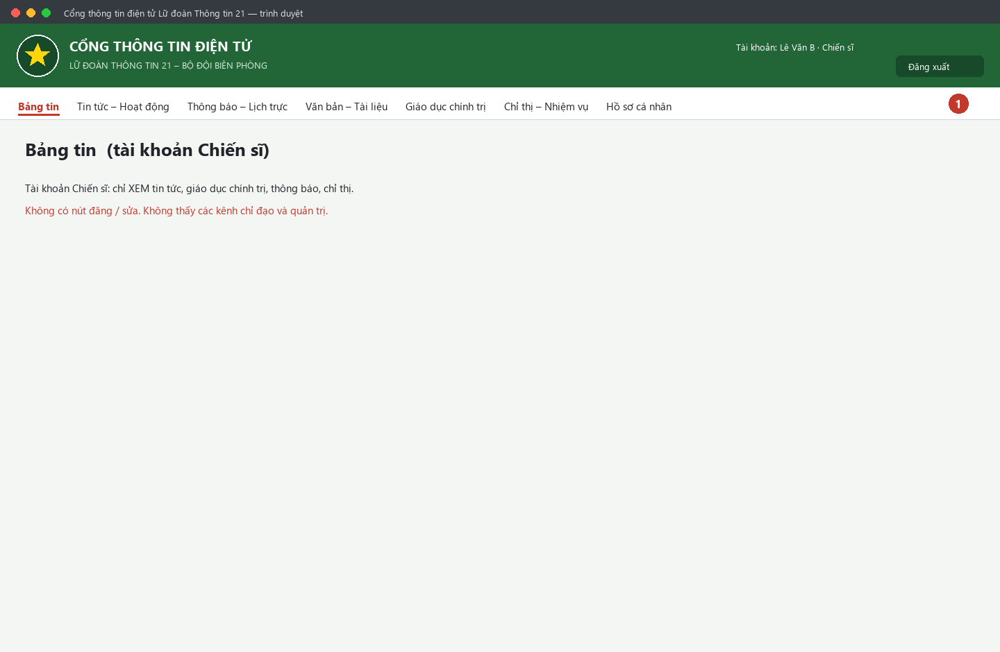 Cổng thông tin điện tử Lữ đoàn Thông tin 21 — trình duyệt
CỔNG THÔNG TIN ĐIỆN TỬ
LỮ ĐOÀN THÔNG TIN 21 – BỘ ĐỘI BIÊN PHÒNG
Tài khoản: Lê Văn B · Chiến sĩ
Đăng xuất
Bảng tin Tin tức – Hoạt động Thông báo – Lịch trực Văn bản – Tài liệu Giáo dục chính trị Chỉ thị – Nhiệm vụ Hồ sơ cá nhân 1
Bảng tin (tài khoản Chiến sĩ)
Tài khoản Chiến sĩ: chỉ XEM tin tức, giáo dục chính trị, thông báo, chỉ thị.
Không có nút đăng / sửa. Không thấy các kênh chỉ đạo và quản trị.